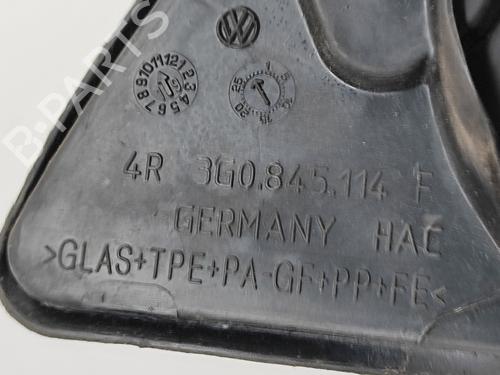 B-PARTS
4R 3G0.845.114 F
GERMANY HAC
>GLAS+TPE+PA-GF+PP+FE<